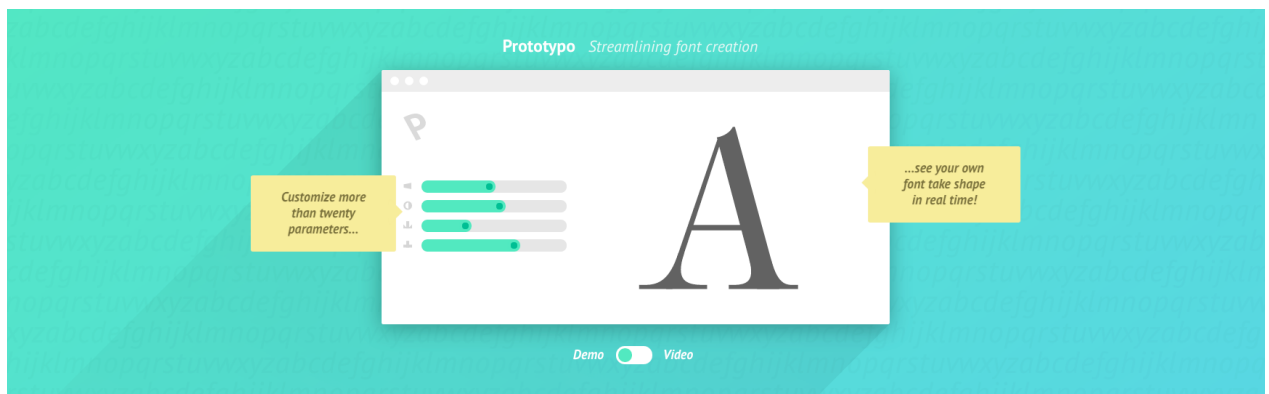 Prototypo Streamlining font creation
P
Customize more
than twenty
parameters...
A
...see your own
font take shape
in real time!
Demo Video